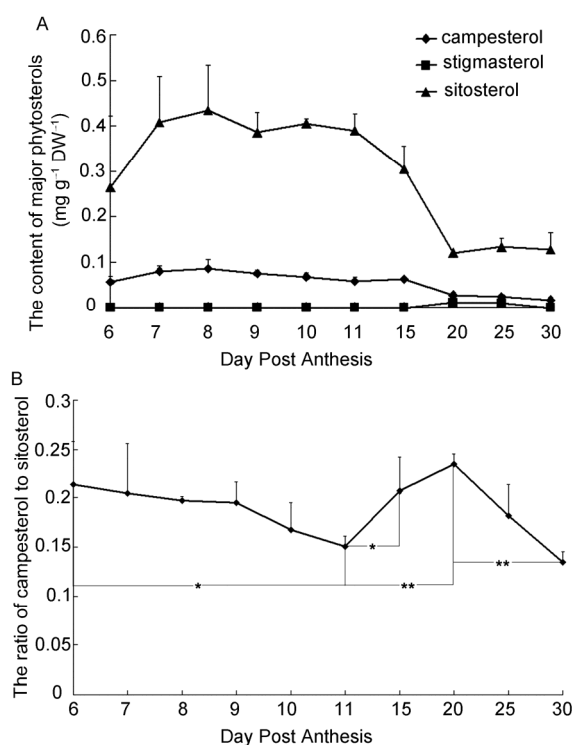 A
campesterol
stigmasterol
sitosterol
The content of major phytosterols
(mg g⁻¹ DW⁻¹)
0.6
0.5
0.4
0.3
0.2
0.1
0
6 7 8 9 10 11 15 20 25 30
Day Post Anthesis
B
The ratio of campesterol to sitosterol
0.3
0.25
0.2
0.15
0.1
0.05
0
*
*
**
**
6 7 8 9 10 11 15 20 25 30
Day Post Anthesis